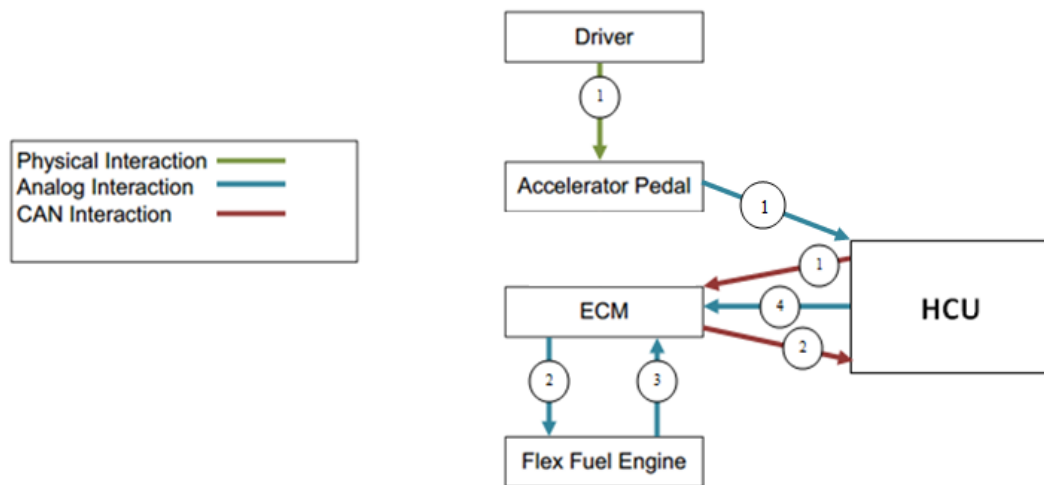 Driver
1
Physical Interaction
Analog Interaction
CAN Interaction
Accelerator Pedal
1
1
ECM
4
HCU
2
2
3
Flex Fuel Engine